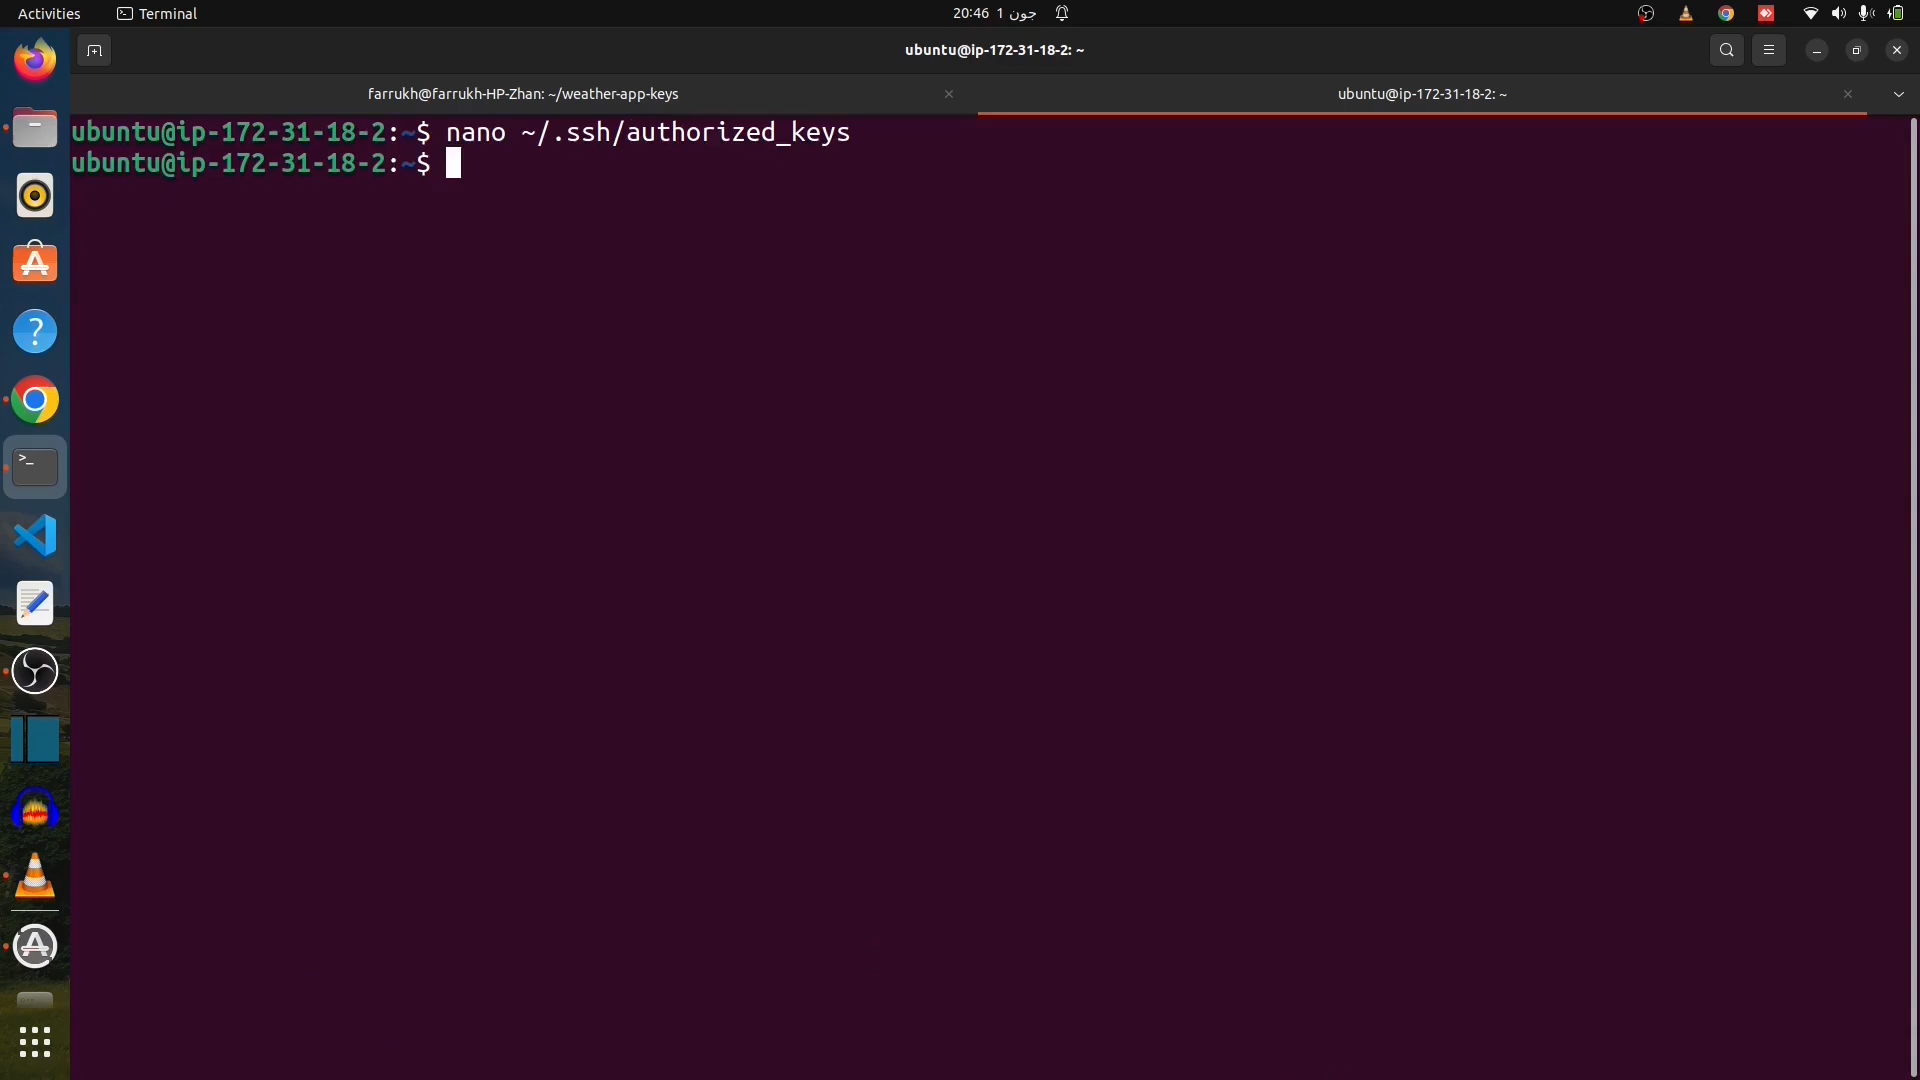 Activities
Terminal
20:46 1 جون
ubuntu@ip-172-31-18-2: ~
farrukh@farrukh-HP-Zhan: ~/weather-app-keys
ubuntu@ip-172-31-18-2: ~
ubuntu@ip-172-31-18-2:~$ nano ~/.ssh/authorized_keys
ubuntu@ip-172-31-18-2:~$